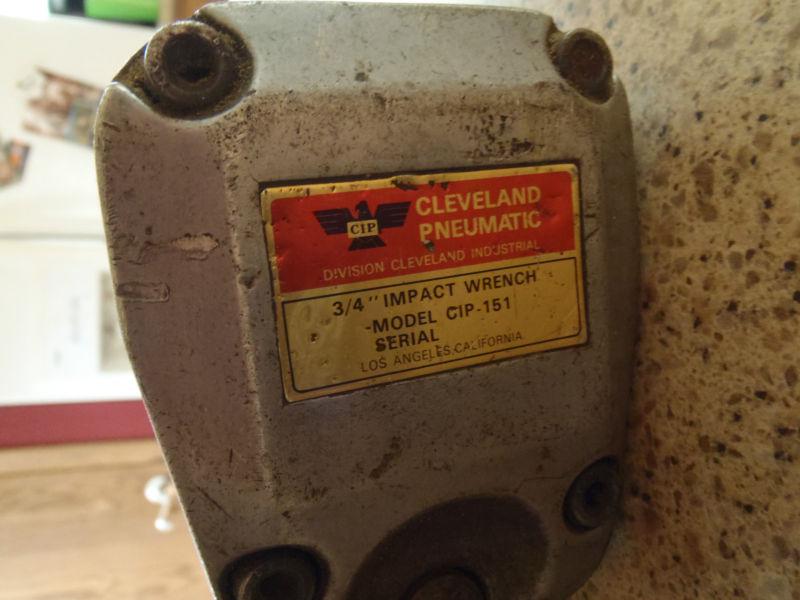 CIP
CLEVELAND
PNEUMATIC
DIVISION CLEVELAND INDUSTRIAL
3/4" IMPACT WRENCH
-MODEL CIP-151
SERIAL
LOS ANGELES, CALIFORNIA